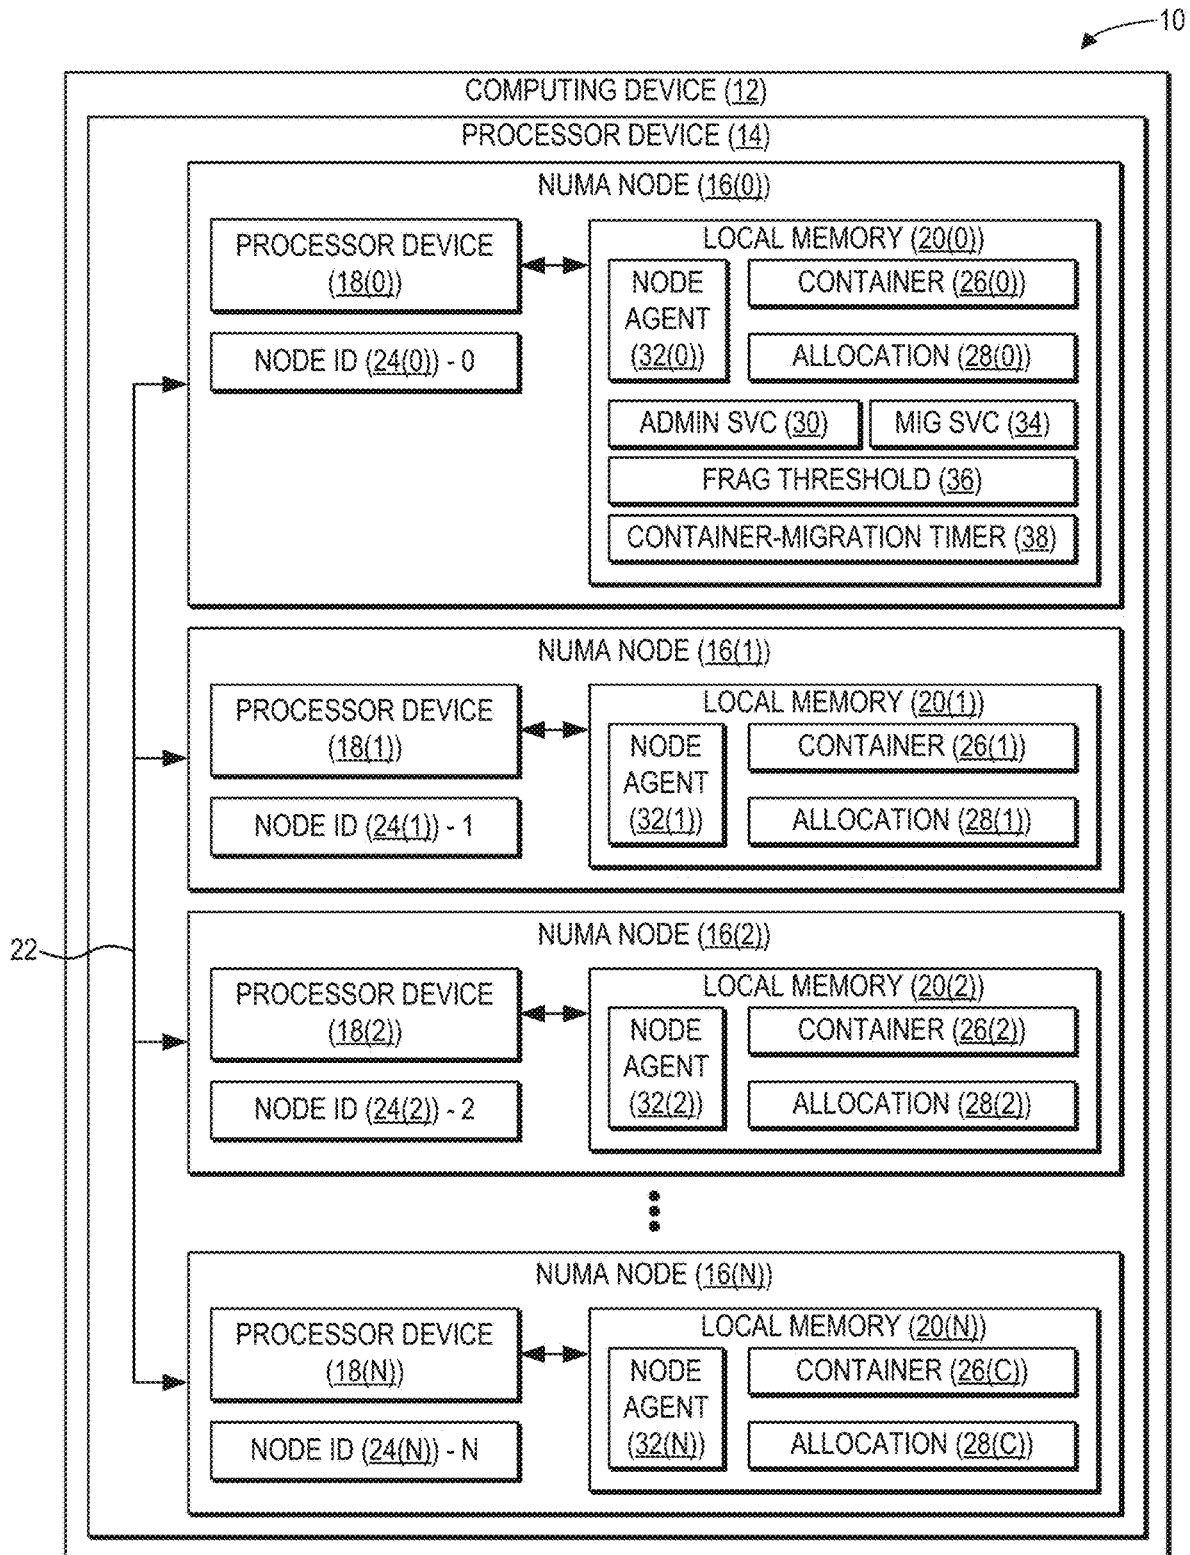 10
COMPUTING DEVICE (12)
PROCESSOR DEVICE (14)
NUMA NODE (16(0))
PROCESSOR DEVICE
(18(0))
NODE ID (24(0)) - 0
LOCAL MEMORY (20(0))
NODE
AGENT
(32(0))
CONTAINER (26(0))
ALLOCATION (28(0))
ADMIN SVC (30)
MIG SVC (34)
FRAG THRESHOLD (36)
CONTAINER-MIGRATION TIMER (38)
NUMA NODE (16(1))
PROCESSOR DEVICE
(18(1))
NODE ID (24(1)) - 1
LOCAL MEMORY (20(1))
NODE
AGENT
(32(1))
CONTAINER (26(1))
ALLOCATION (28(1))
22
NUMA NODE (16(2))
PROCESSOR DEVICE
(18(2))
NODE ID (24(2)) - 2
LOCAL MEMORY (20(2))
NODE
AGENT
(32(2))
CONTAINER (26(2))
ALLOCATION (28(2))
NUMA NODE (16(N))
PROCESSOR DEVICE
(18(N))
NODE ID (24(N)) - N
LOCAL MEMORY (20(N))
NODE
AGENT
(32(N))
CONTAINER (26(C))
ALLOCATION (28(C))